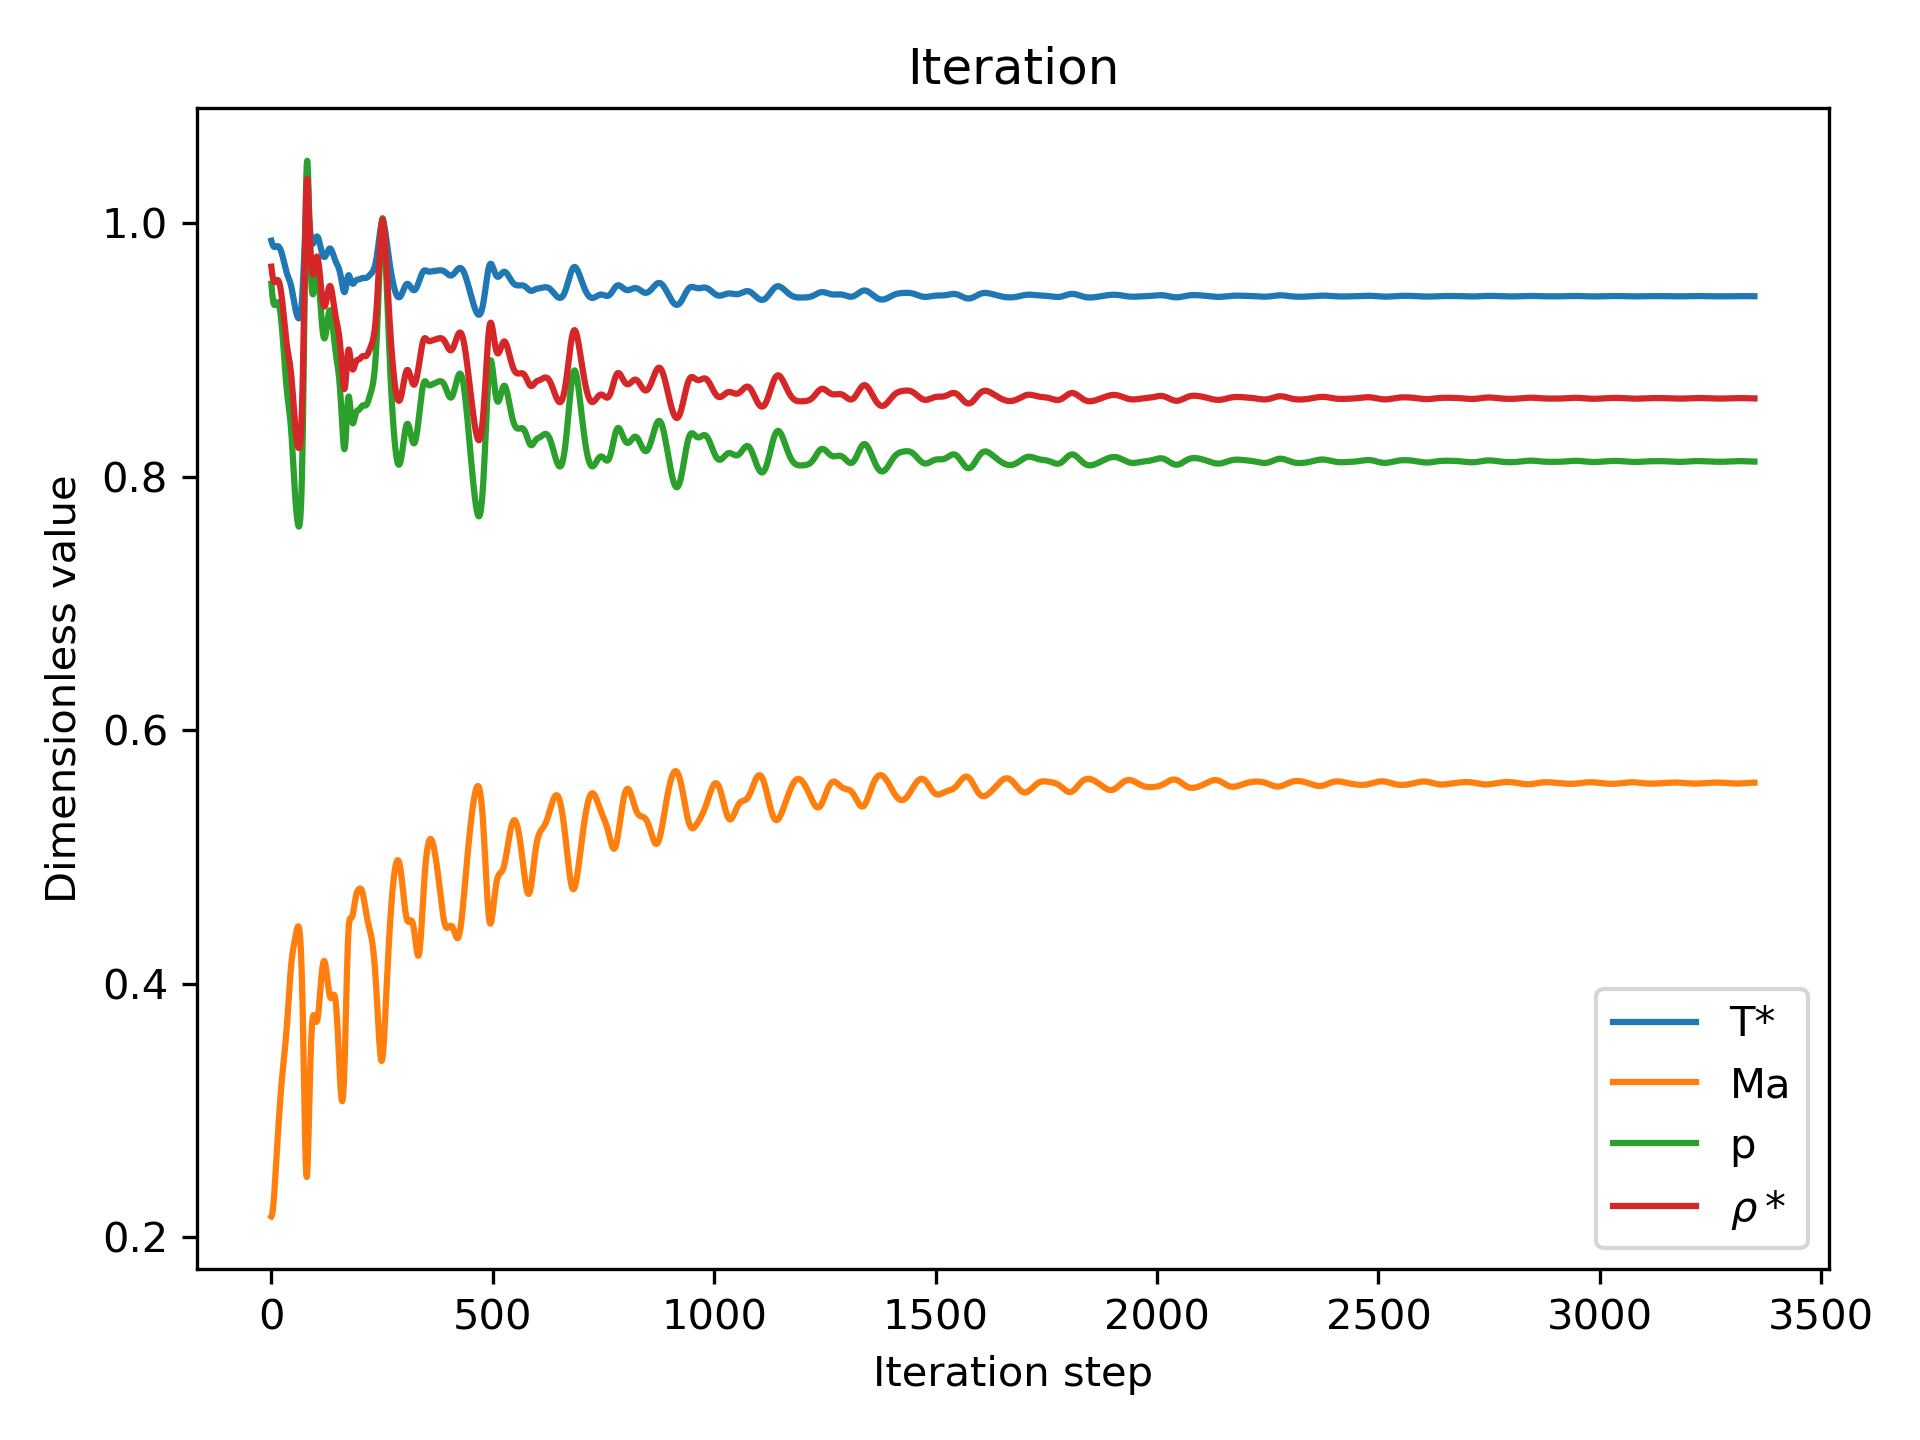 Iteration
1.0
0.8
0.6
0.4
0.2
Dimensionless value
0
500
1000
1500
2000
2500
3000
3500
Iteration step
T*
Ma
p
ρ *